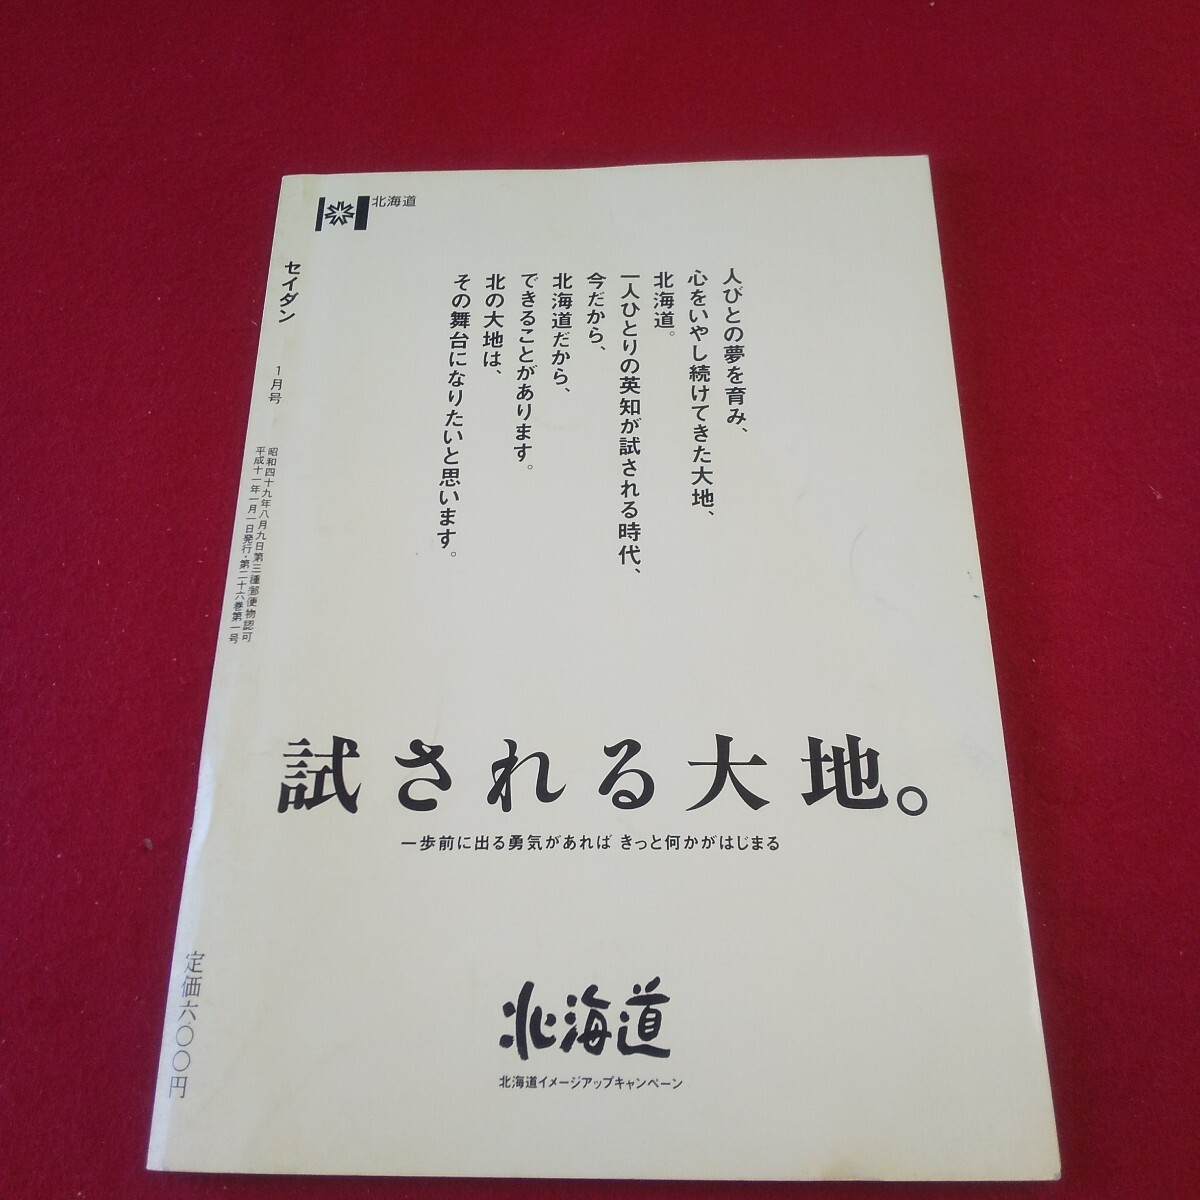 北海道
人びとの夢を育み、
心をいやし続けてきた大地、
北海道。
一人ひとりの英知が試される時代、
今だから、
北海道だから、
できることがあります。
北の大地は、
その舞台になりたいと思います。
セイダン
1月号
昭和四十九年八月九日第三種郵便物認可
平成十一年一月一日発行・第二十六巻第一号
試される大地。
一歩前に出る勇気があれば きっと何かがはじまる
北海道
北海道イメージアップキャンペーン
定価六〇〇円